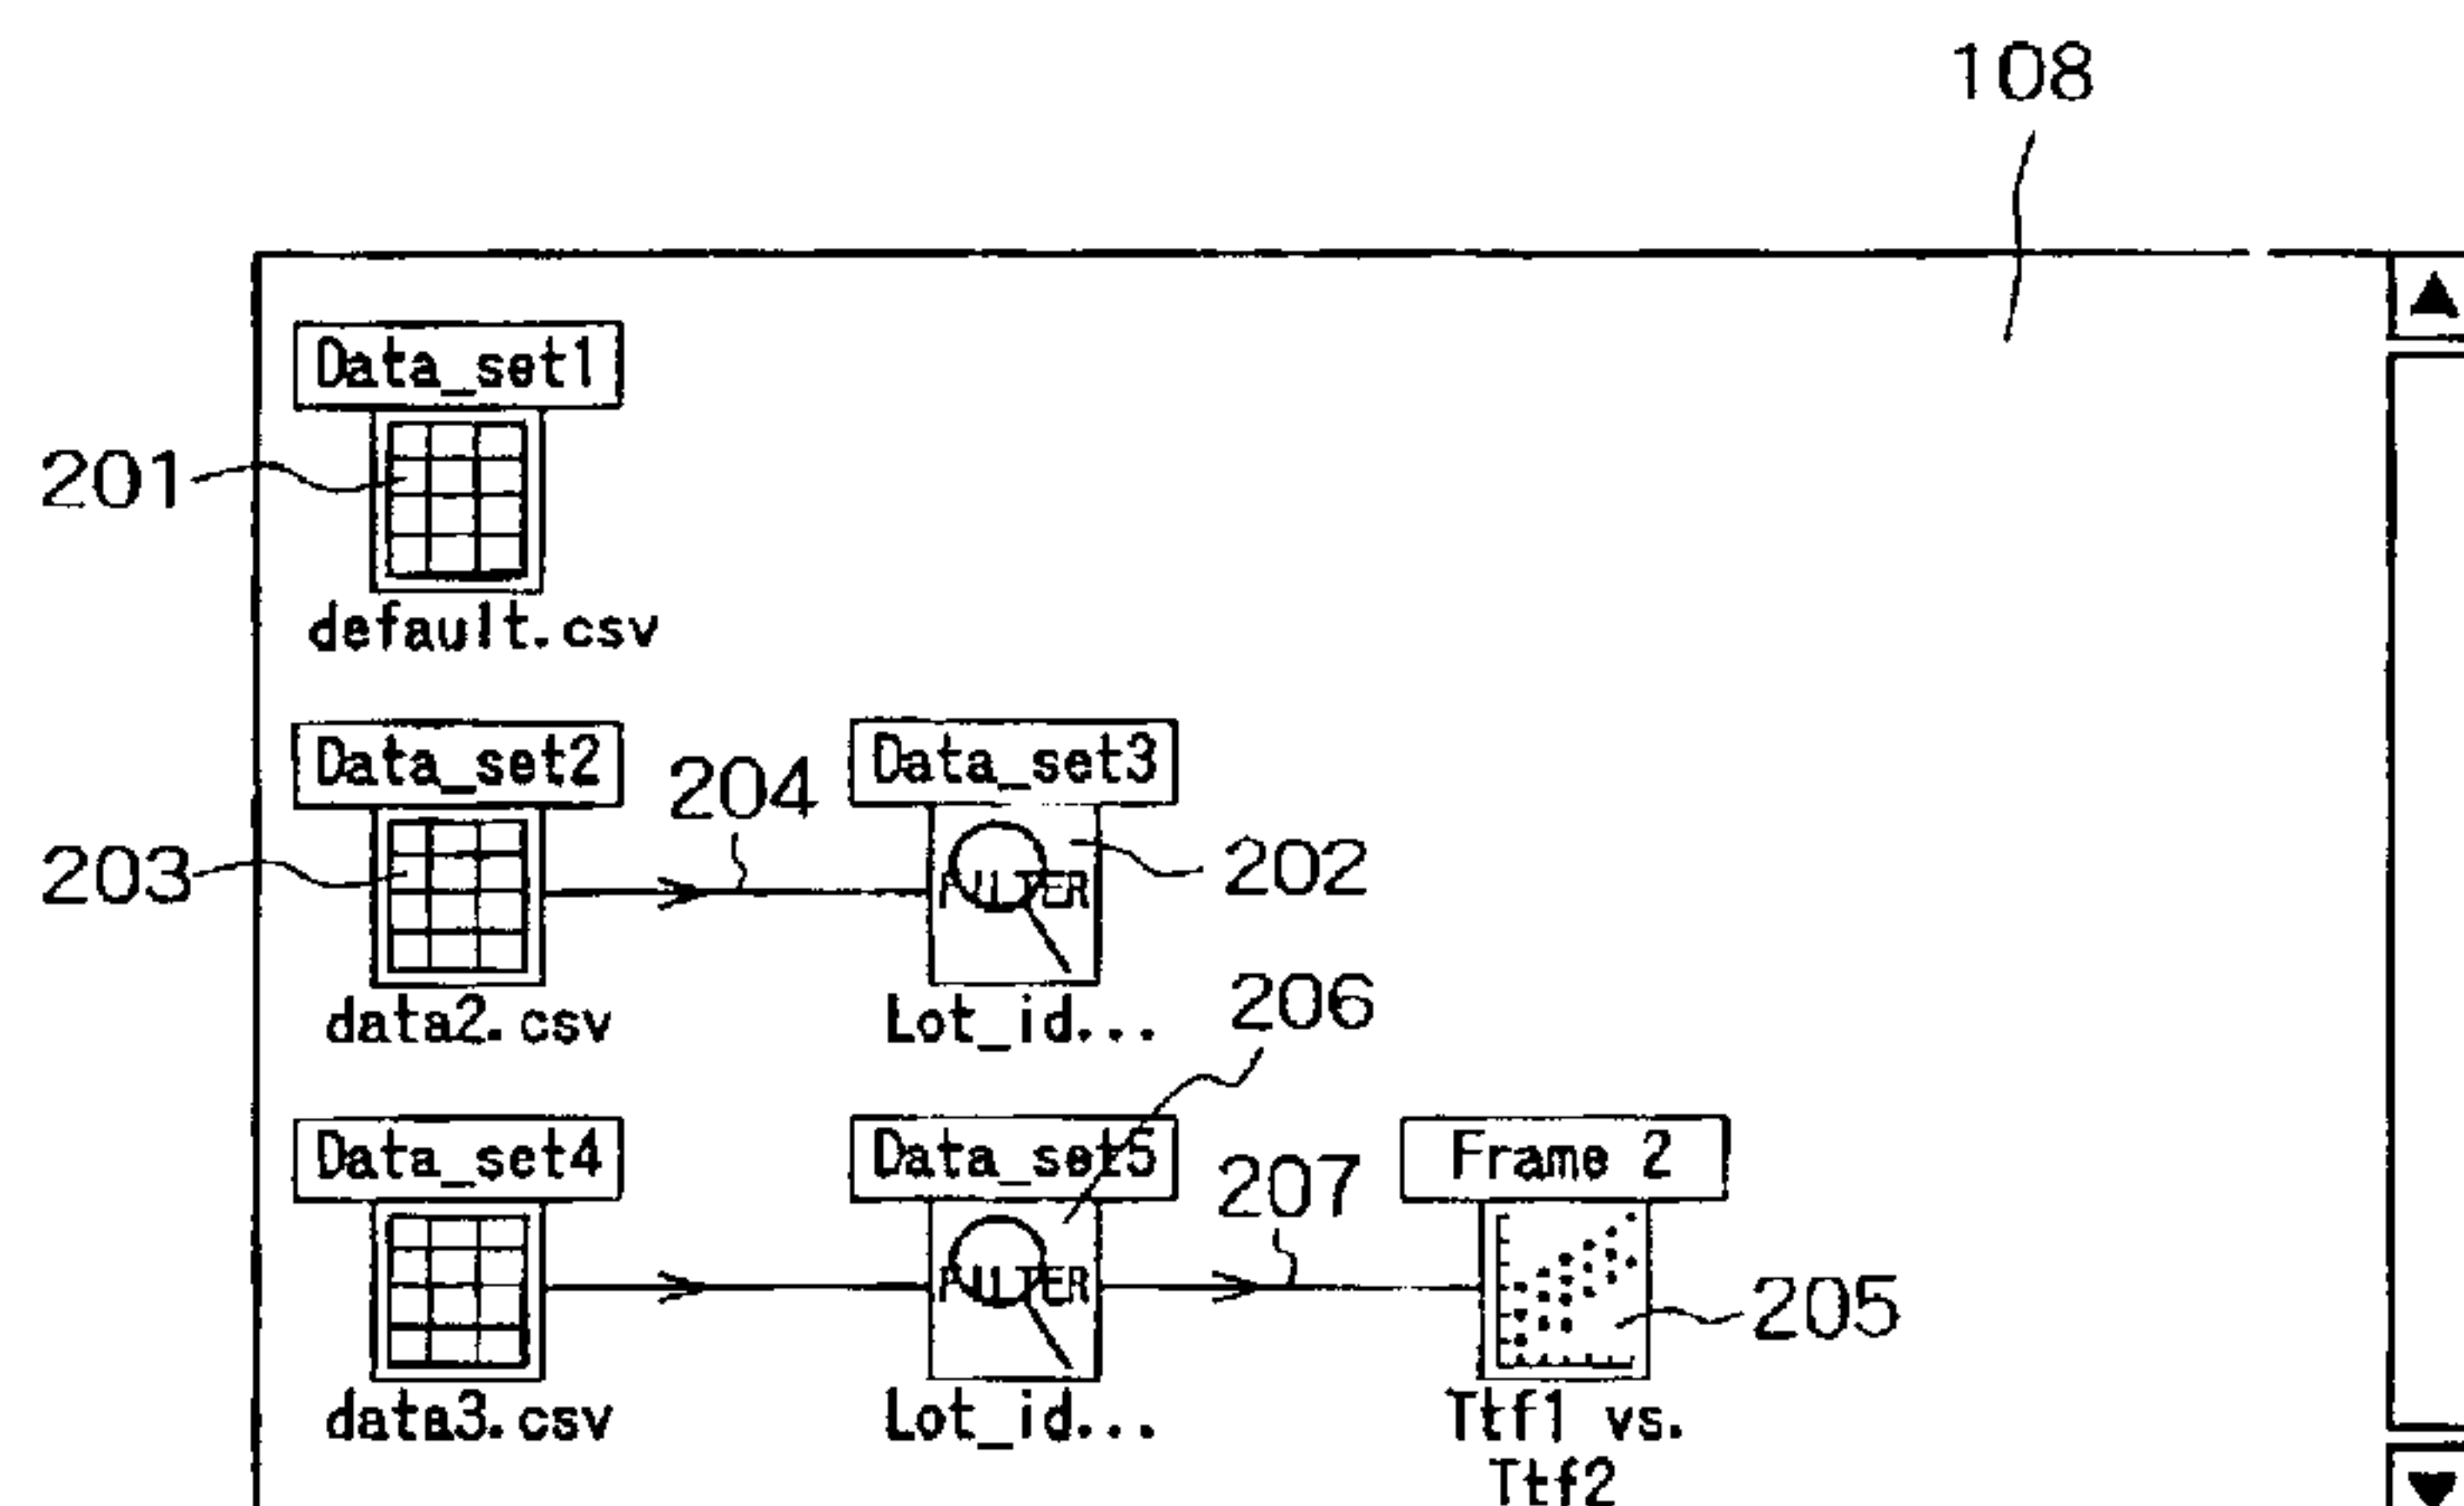 108
Data_set1
201
default.csv
Data_set2
204
Data_set3
203
FILTER
202
data2.csv
Lot_id...
206
Data_set4
Data_set5
207
Frame 2
FILTER
205
data3.csv
Lot_id...
Ttf1 vs.
Ttf2